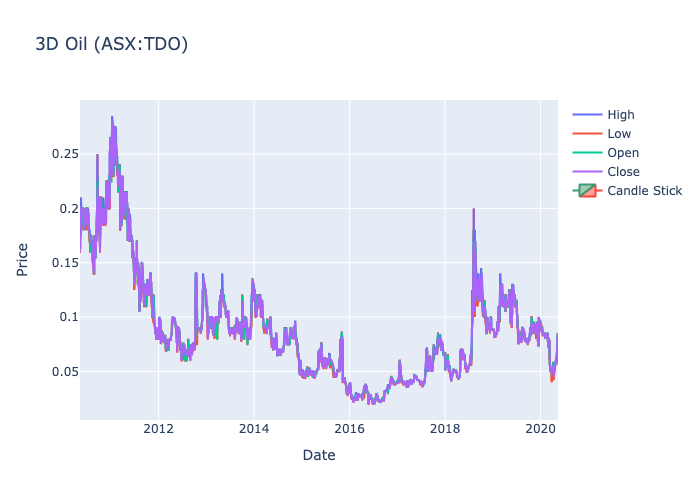 3D Oil (ASX:TDO)
High
Low
Open
Close
Candle Stick
0.25
0.2
0.15
0.1
0.05
Price
2012 2014 2016 2018 2020
Date